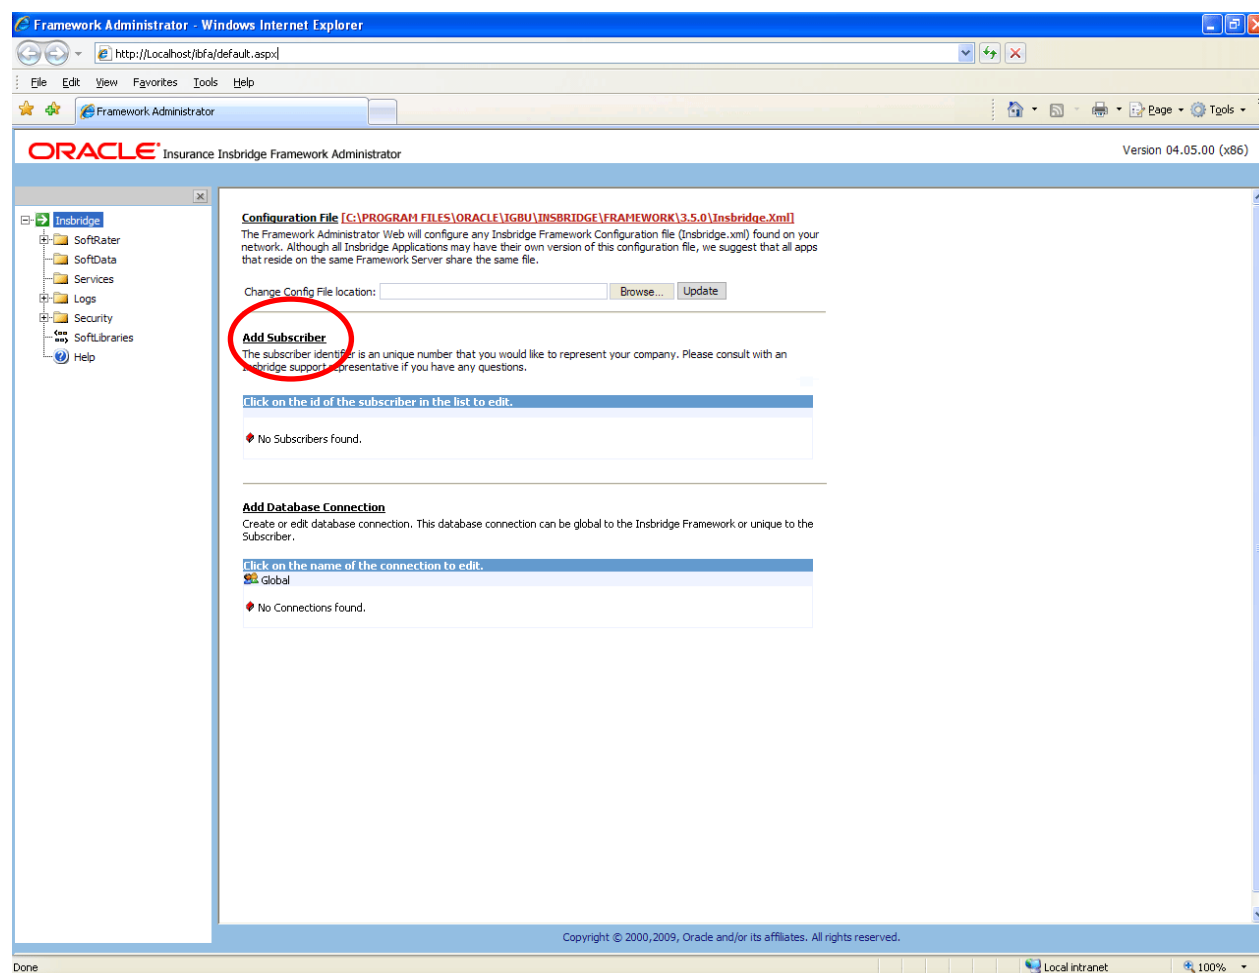 Framework Administrator - Windows Internet Explorer
http://Localhost/ibfa/default.aspx
File Edit View Favorites Tools Help
Framework Administrator
Page Tools
ORACLE Insurance Insbridge Framework Administrator
Version 04.05.00 (x86)
Insbridge
SoftRater
SoftData
Services
Logs
Security
SoftLibraries
Help
Configuration File [C:\PROGRAM FILES\ORACLE\IGBU\INSBRIDGE\FRAMEWORK\3.5.0\Insbridge.Xml]
The Framework Administrator Web will configure any Insbridge Framework Configuration file (Insbridge.xml) found on your
network. Although all Insbridge Applications may have their own version of this configuration file, we suggest that all apps
that reside on the same Framework Server share the same file.
Change Config File location: Browse... Update
Add Subscriber
The subscriber identifier is an unique number that you would like to represent your company. Please consult with an
Insbridge support representative if you have any questions.
Click on the id of the subscriber in the list to edit.
No Subscribers found.
Add Database Connection
Create or edit database connection. This database connection can be global to the Insbridge Framework or unique to the
Subscriber.
Click on the name of the connection to edit.
Global
No Connections found.
Copyright © 2000,2009, Oracle and/or its affiliates. All rights reserved.
Done
Local intranet
100%